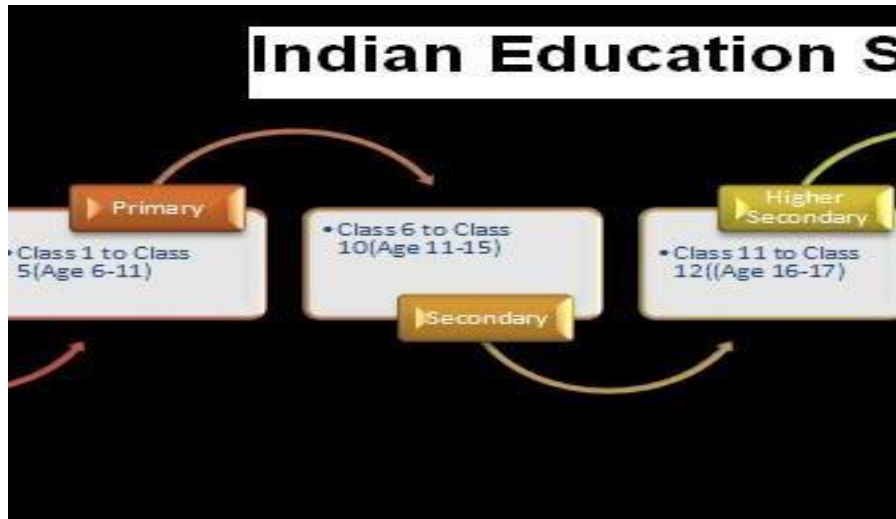 Indian Education S
Primary
• Class 1 to Class
5(Age 6-11)
• Class 6 to Class
10(Age 11-15)
Secondary
Higher
Secondary
• Class 11 to Class
12((Age 16-17)